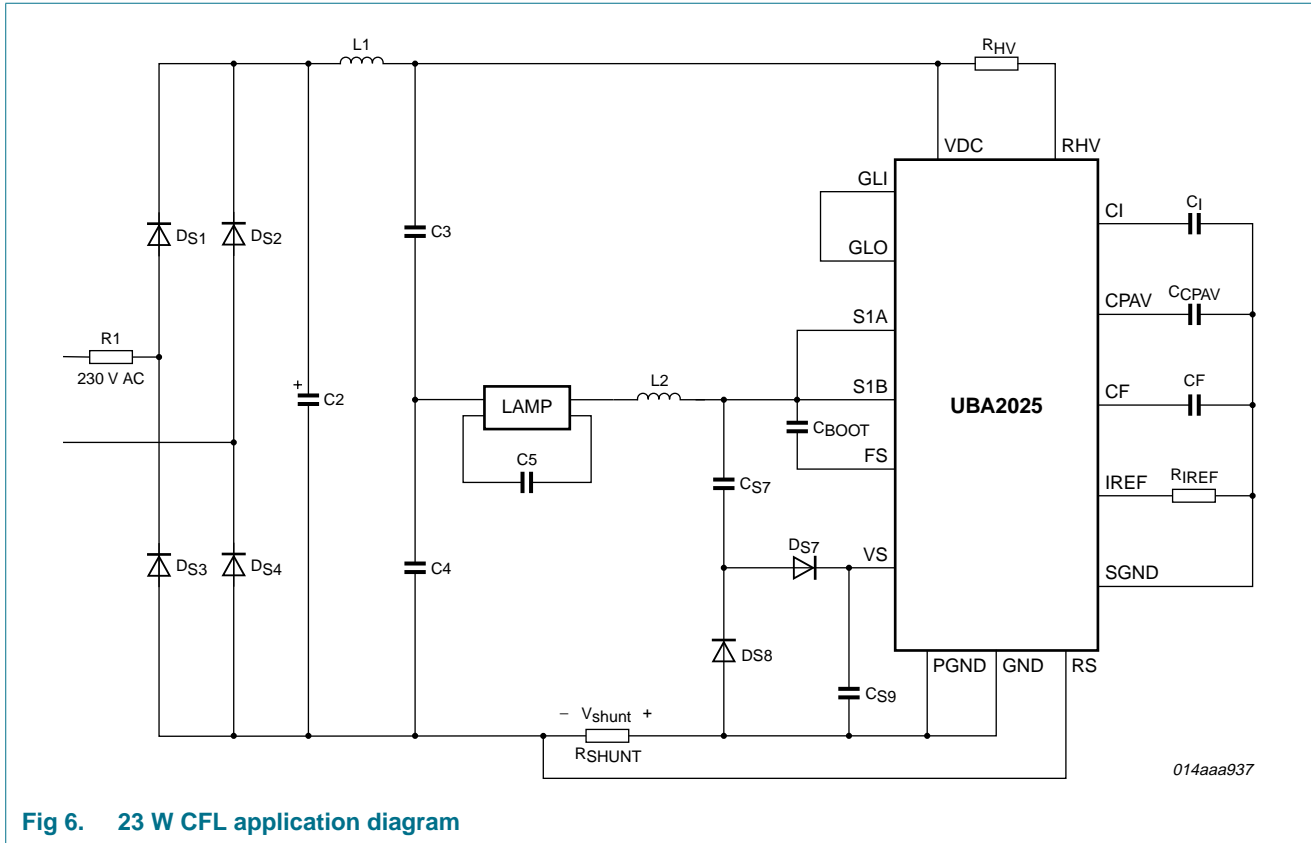 L1
RHV
VDC
RHV
GLI
GLO
CI
CI
DS1
DS2
C3
CPAV
CCPAV
S1A
R1
230 V AC
+
C2
LAMP
L2
S1B
UBA2025
CF
CF
CBOOT
C5
FS
CS7
IREF
RIREF
DS7
VS
DS3
DS4
C4
SGND
DS8
PGND
GND
RS
CS9
− Vshunt +
RSHUNT
014aaa937
Fig 6. 23 W CFL application diagram